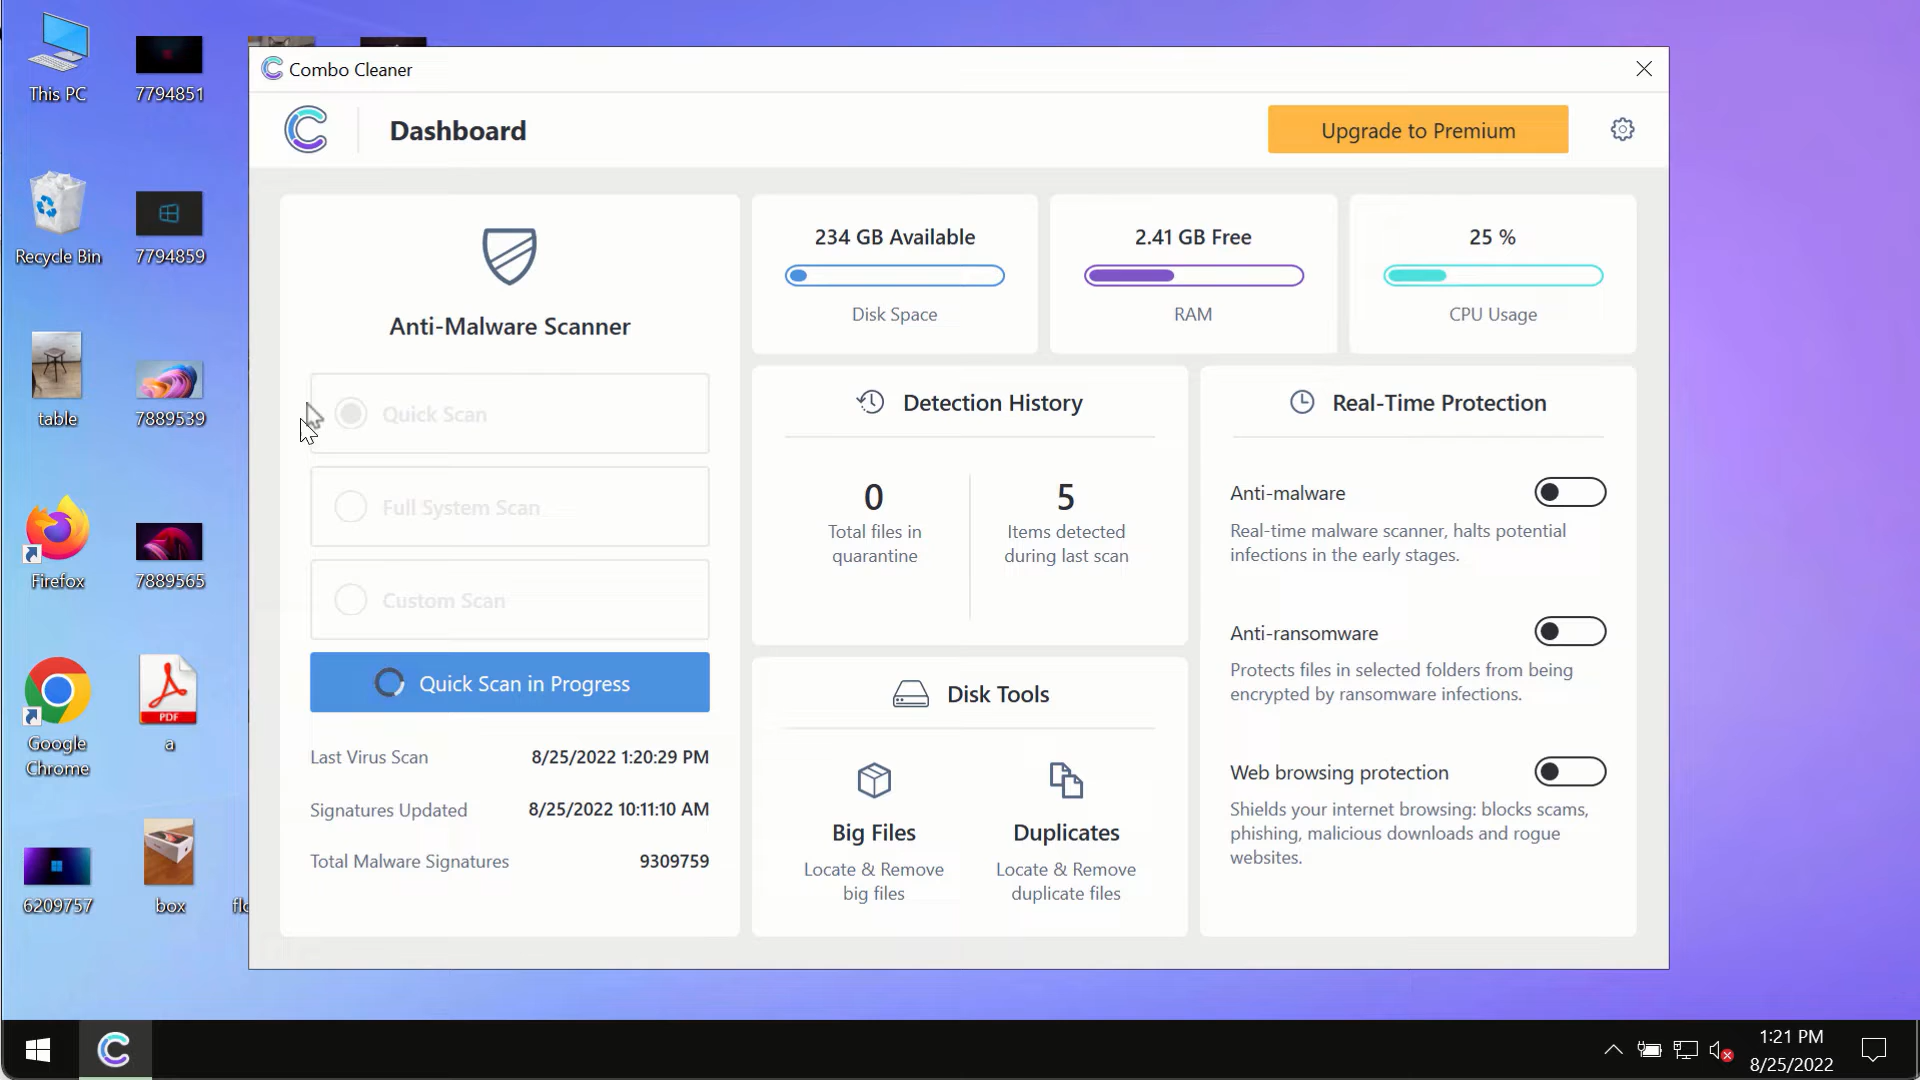 This PC
7794851
Recycle Bin
7794859
table
7889539
Firefox
7889565
Google
Chrome
PDF
a
6209757
box
Combo Cleaner
Dashboard
Upgrade to Premium
Anti-Malware Scanner
Quick Scan
Full System Scan
Custom Scan
Quick Scan in Progress
Last Virus Scan 8/25/2022 1:20:29 PM
Signatures Updated 8/25/2022 10:11:10 AM
Total Malware Signatures 9309759
234 GB Available
Disk Space
2.41 GB Free
RAM
25 %
CPU Usage
Detection History
0
Total files in
quarantine
5
Items detected
during last scan
Disk Tools
Big Files
Locate & Remove
big files
Duplicates
Locate & Remove
duplicate files
Real-Time Protection
Anti-malware
Real-time malware scanner, halts potential
infections in the early stages.
Anti-ransomware
Protects files in selected folders from being
encrypted by ransomware infections.
Web browsing protection
Shields your internet browsing: blocks scams,
phishing, malicious downloads and rogue
websites.
1:21 PM
8/25/2022